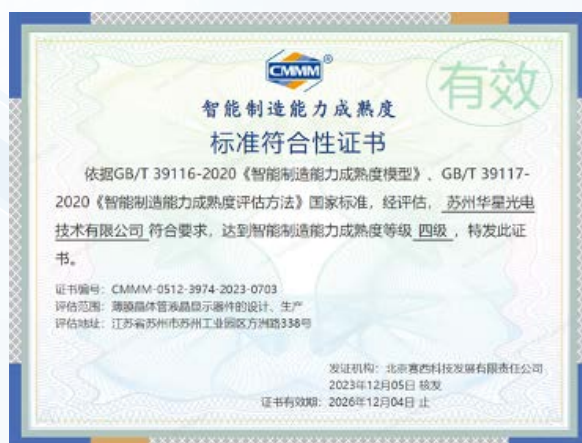 CMMM®
有效
智能制造能力成熟度
标准符合性证书
依据GB/T 39116-2020《智能制造能力成熟度模型》、GB/T 39117-
2020《智能制造能力成熟度评估方法》国家标准，经评估，苏州华星光电
技术有限公司 符合要求，达到智能制造能力成熟度等级 四级 ，特发此证
书。
证书编号：CMMM-0512-3974-2023-0703
评估范围：薄膜晶体管液晶显示器件的设计、生产
评估地址：江苏省苏州市苏州工业园区方洲路338号
发证机构：北京赛西科技发展有限责任公司
2023年12月05日 核发
证书有效期：2026年12月04日 止